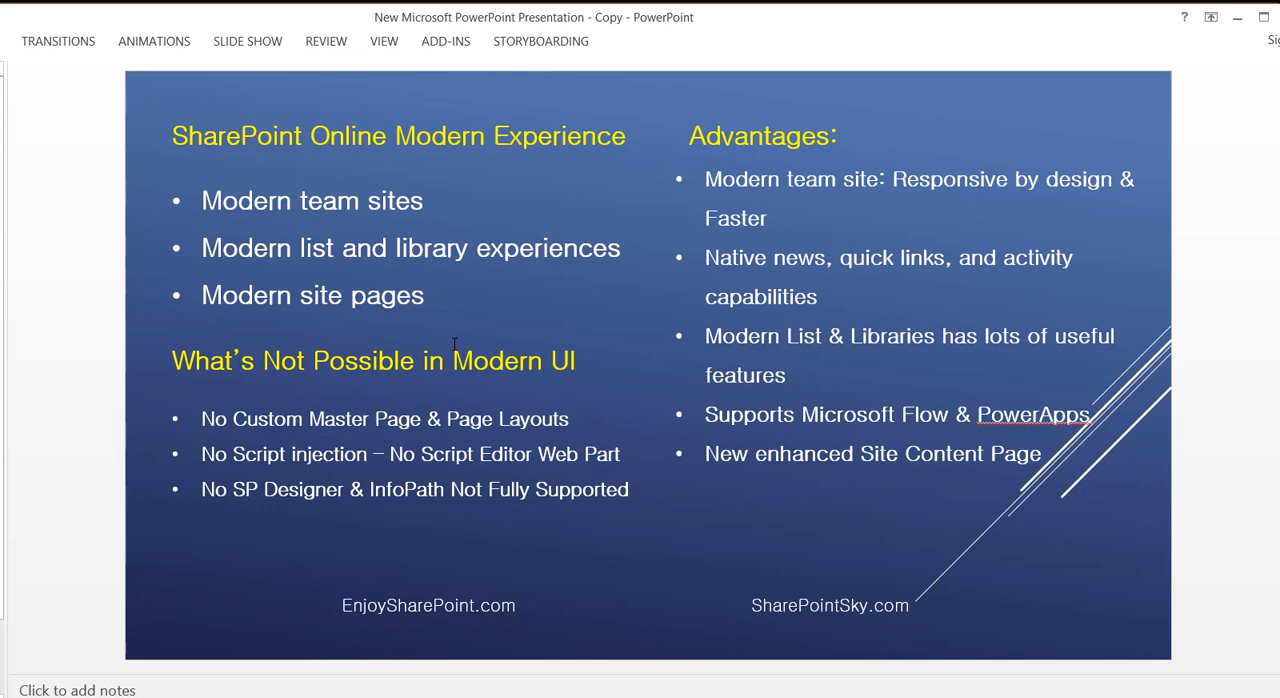 New Microsoft PowerPoint Presentation - Copy - PowerPoint
?
TRANSITIONS ANIMATIONS SLIDE SHOW REVIEW VIEW ADD-INS STORYBOARDING
SharePoint Online Modern Experience
• Modern team sites
• Modern list and library experiences
• Modern site pages
What's Not Possible in Modern UI
• No Custom Master Page & Page Layouts
• No Script injection – No Script Editor Web Part
• No SP Designer & InfoPath Not Fully Supported
Advantages:
• Modern team site: Responsive by design &
Faster
• Native news, quick links, and activity
capabilities
• Modern List & Libraries has lots of useful
features
• Supports Microsoft Flow & PowerApps
• New enhanced Site Content Page
EnjoySharePoint.com
SharePointSky.com
Click to add notes